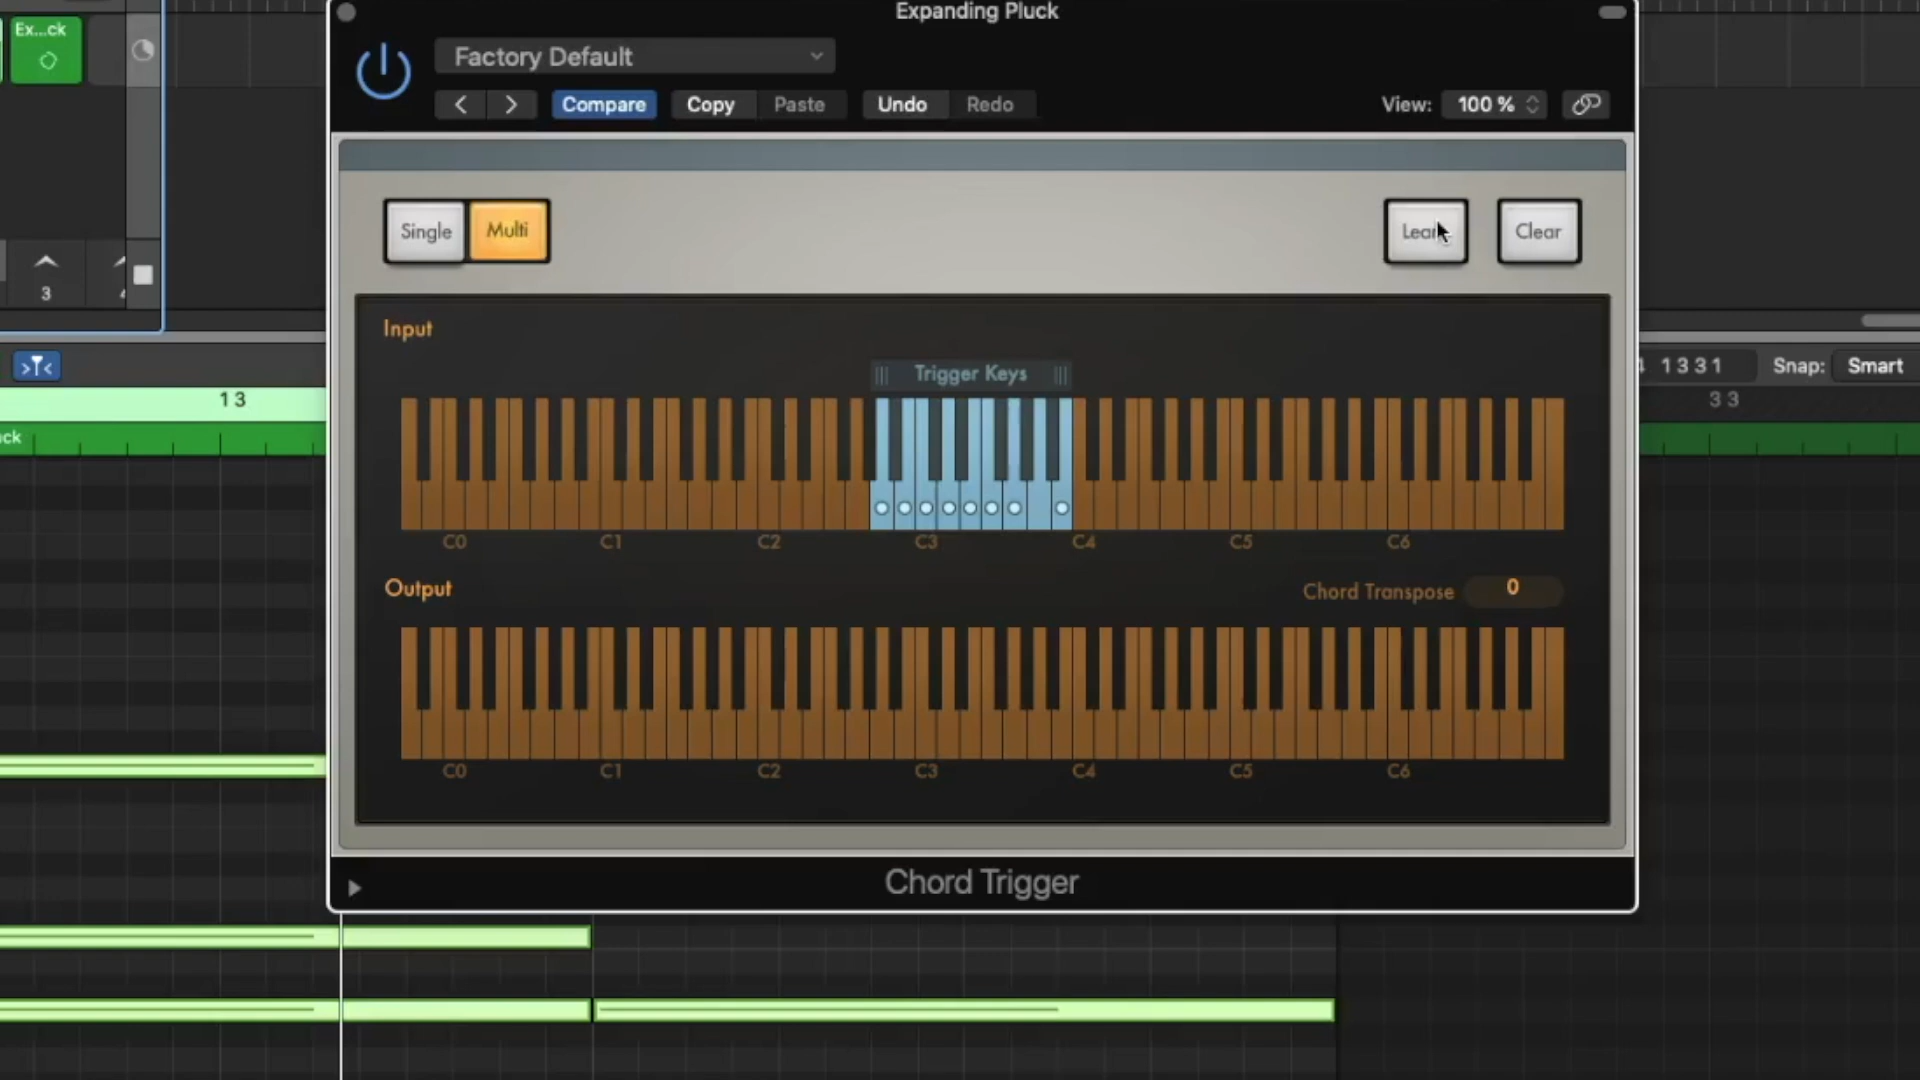 Expanding Pluck
Ex...ck
Factory Default
Compare
Copy
Paste
Undo
Redo
View:
100 %
Single
Multi
Clear
3
Input
Trigger Keys
1 3
1 3 3 1
Snap:
Smart
3 3
ck
C0
C1
C2
C3
C4
C5
C6
Output
Chord Transpose
0
C0
C1
C2
C3
C4
C5
C6
Chord Trigger